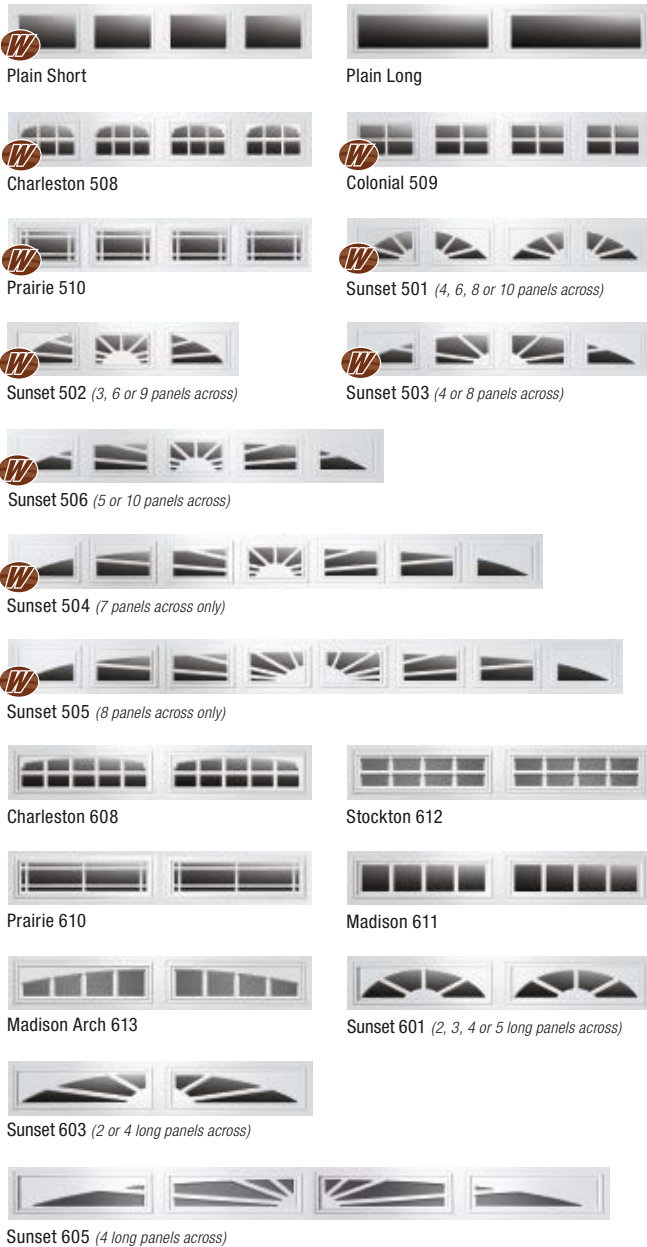 W
Plain Short
Plain Long
W
Charleston 508
W
Colonial 509
W
Prairie 510
W
Sunset 501 (4, 6, 8 or 10 panels across)
W
Sunset 502 (3, 6 or 9 panels across)
W
Sunset 503 (4 or 8 panels across)
W
Sunset 506 (5 or 10 panels across)
W
Sunset 504 (7 panels across only)
W
Sunset 505 (8 panels across only)
Charleston 608
Stockton 612
Prairie 610
Madison 611
Madison Arch 613
Sunset 601 (2, 3, 4 or 5 long panels across)
Sunset 603 (2 or 4 long panels across)
Sunset 605 (4 long panels across)